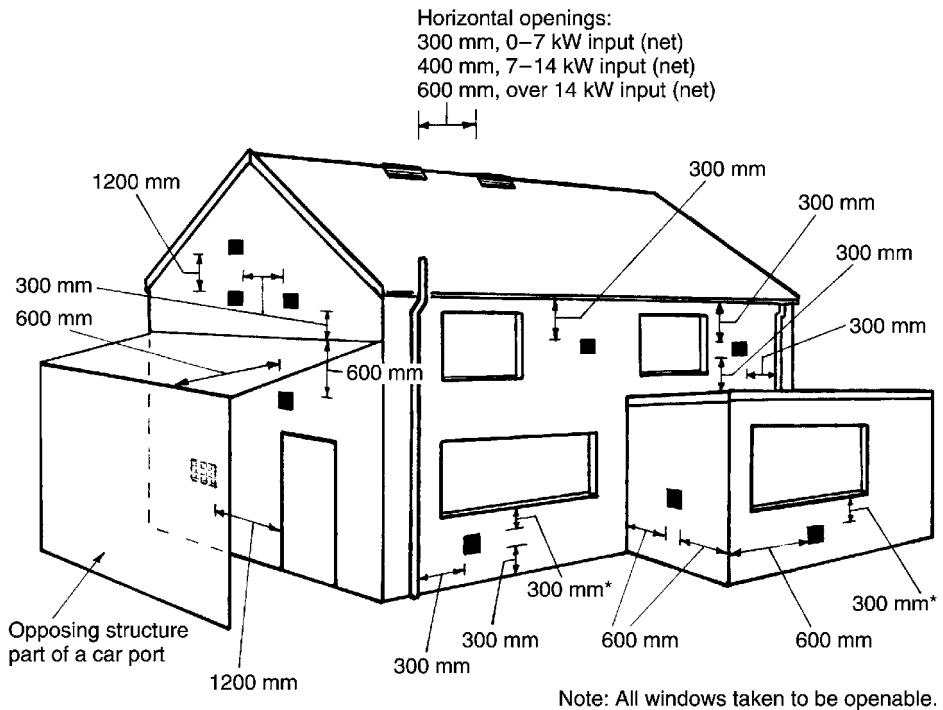 Horizontal openings:
300 mm, 0–7 kW input (net)
400 mm, 7–14 kW input (net)
600 mm, over 14 kW input (net)
300 mm
1200 mm
300 mm
300 mm
300 mm
600 mm
300 mm
600 mm
300 mm*
300 mm*
300 mm
600 mm
600 mm
Opposing structure
part of a car port
300 mm
1200 mm
Note: All windows taken to be openable.